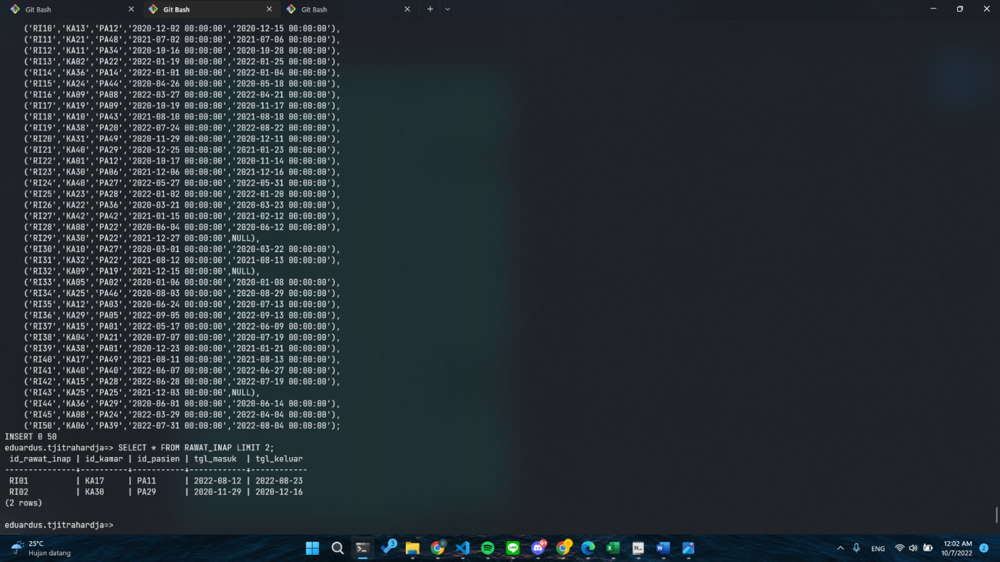 Git Bash
Git Bash
Git Bash
('RI10','KA13','PA12','2020-12-02 00:00:00','2020-12-15 00:00:00'),
('RI11','KA21','PA48','2021-07-02 00:00:00','2021-07-06 00:00:00'),
('RI12','KA11','PA34','2020-10-16 00:00:00','2020-10-28 00:00:00'),
('RI13','KA02','PA22','2022-01-19 00:00:00','2022-01-25 00:00:00'),
('RI14','KA36','PA14','2022-01-01 00:00:00','2022-01-04 00:00:00'),
('RI15','KA24','PA44','2020-04-26 00:00:00','2020-05-18 00:00:00'),
('RI16','KA09','PA08','2022-03-27 00:00:00','2022-04-21 00:00:00'),
('RI17','KA19','PA09','2020-10-19 00:00:00','2020-11-17 00:00:00'),
('RI18','KA10','PA43','2021-08-10 00:00:00','2021-08-18 00:00:00'),
('RI19','KA38','PA20','2022-07-24 00:00:00','2022-08-22 00:00:00'),
('RI20','KA31','PA49','2020-11-29 00:00:00','2020-12-11 00:00:00'),
('RI21','KA40','PA29','2020-12-25 00:00:00','2021-01-23 00:00:00'),
('RI22','KA01','PA12','2020-10-17 00:00:00','2020-11-14 00:00:00'),
('RI23','KA30','PA06','2021-12-06 00:00:00','2021-12-16 00:00:00'),
('RI24','KA40','PA27','2022-05-27 00:00:00','2022-05-31 00:00:00'),
('RI25','KA23','PA28','2022-01-02 00:00:00','2022-01-20 00:00:00'),
('RI26','KA22','PA36','2020-03-21 00:00:00','2020-03-23 00:00:00'),
('RI27','KA42','PA42','2021-01-15 00:00:00','2021-02-12 00:00:00'),
('RI28','KA08','PA22','2020-06-04 00:00:00','2020-06-12 00:00:00'),
('RI29','KA30','PA22','2021-12-27 00:00:00',NULL),
('RI30','KA10','PA27','2020-03-01 00:00:00','2020-03-22 00:00:00'),
('RI31','KA32','PA22','2021-08-12 00:00:00','2021-08-13 00:00:00'),
('RI32','KA09','PA19','2021-12-15 00:00:00',NULL),
('RI33','KA05','PA02','2020-01-06 00:00:00','2020-01-08 00:00:00'),
('RI34','KA25','PA46','2020-08-03 00:00:00','2020-08-29 00:00:00'),
('RI35','KA12','PA03','2020-06-24 00:00:00','2020-07-13 00:00:00'),
('RI36','KA29','PA05','2022-09-05 00:00:00','2022-09-13 00:00:00'),
('RI37','KA15','PA01','2022-05-17 00:00:00','2022-06-09 00:00:00'),
('RI38','KA04','PA21','2020-07-07 00:00:00','2020-07-19 00:00:00'),
('RI39','KA38','PA01','2020-12-23 00:00:00','2021-01-21 00:00:00'),
('RI40','KA17','PA49','2021-08-11 00:00:00','2021-08-13 00:00:00'),
('RI41','KA40','PA40','2022-06-07 00:00:00','2022-06-27 00:00:00'),
('RI42','KA15','PA28','2022-06-28 00:00:00','2022-07-19 00:00:00'),
('RI43','KA25','PA25','2021-12-03 00:00:00',NULL),
('RI44','KA36','PA29','2020-06-01 00:00:00','2020-06-14 00:00:00'),
('RI45','KA08','PA24','2022-03-29 00:00:00','2022-04-04 00:00:00'),
('RI50','KA06','PA39','2022-07-31 00:00:00','2022-08-04 00:00:00');
INSERT 0 50
eduardus.tjitrahardja=> SELECT * FROM RAWAT_INAP LIMIT 2;
id_rawat_inap | id_kamar | id_pasien | tgl_masuk | tgl_keluar
---------------+----------+-----------+------------+------------
RI01 | KA17 | PA11 | 2022-08-12 | 2022-08-23
RI02 | KA30 | PA29 | 2020-11-29 | 2020-12-16
(2 rows)
eduardus.tjitrahardja=>
25°C
Hujan datang
3
9+
ENG
12:02 AM
10/7/2022
2